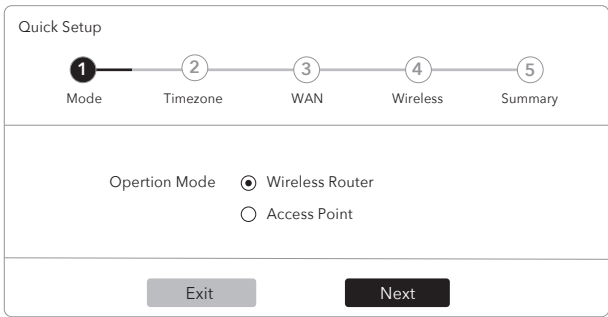 Quick Setup
1 2 3 4 5
Mode Timezone WAN Wireless Summary
Opertion Mode Wireless Router
Access Point
Exit Next